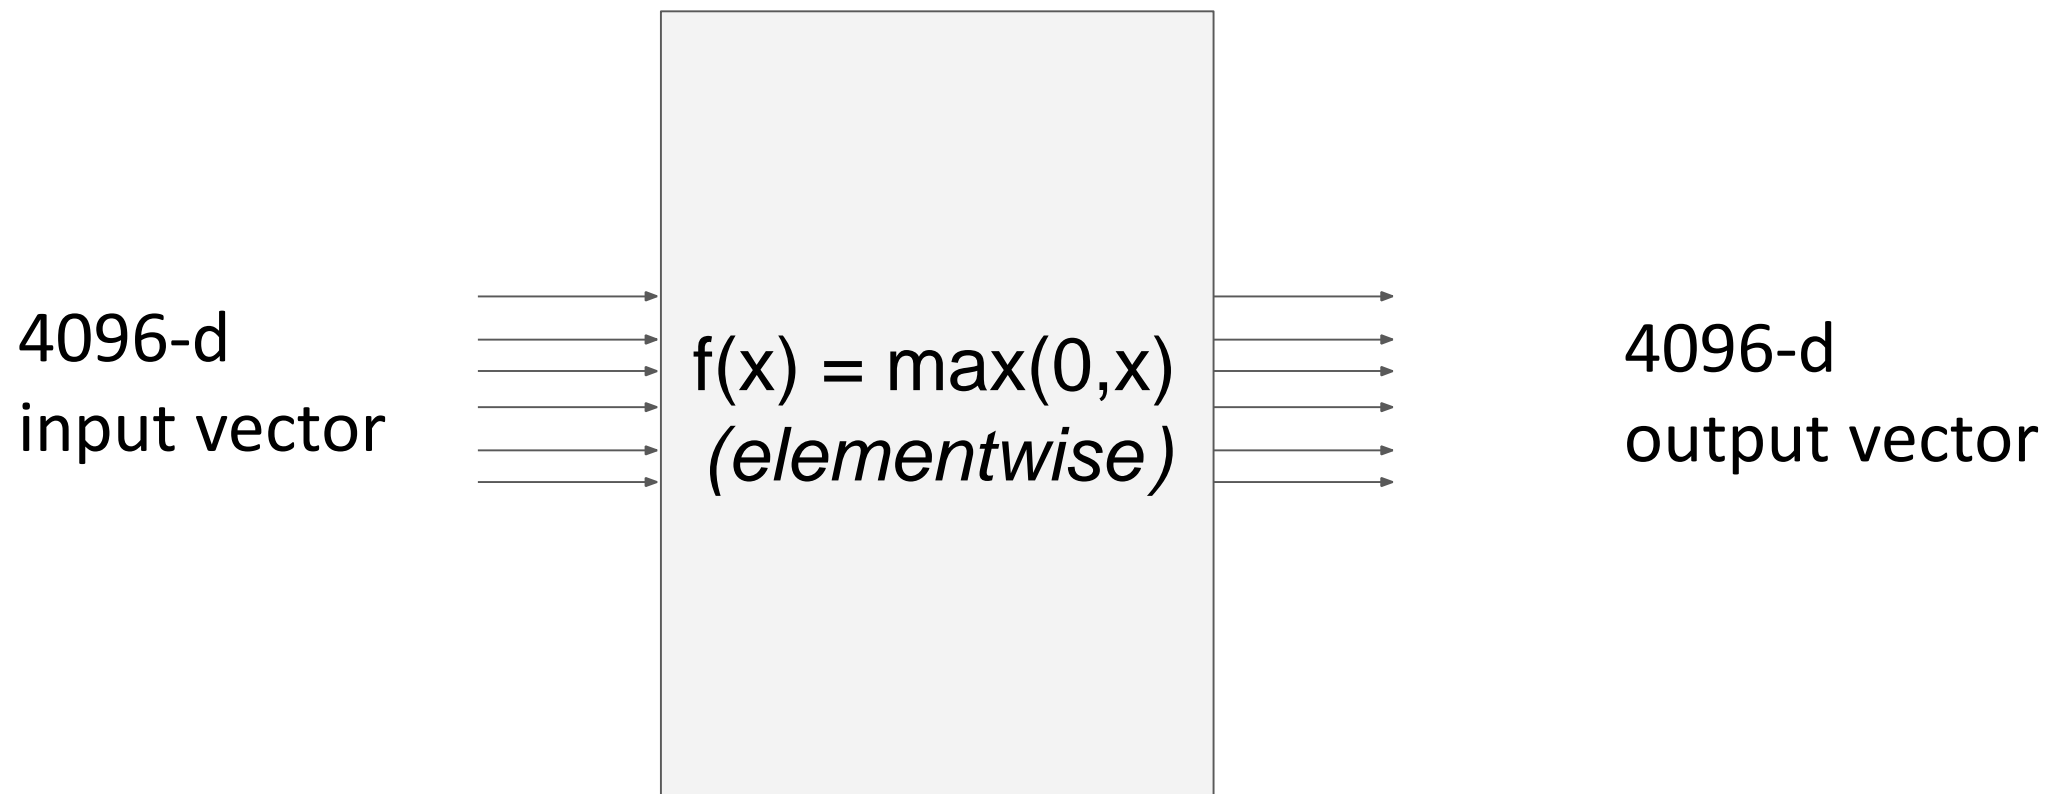 4096-d
input vector
f(x) = max(0,x)
(elementwise)
4096-d
output vector